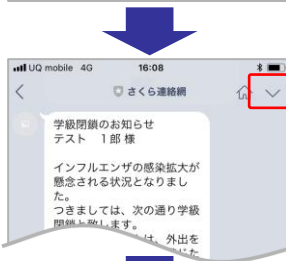 UQ mobile 4G 16:08
さくら連絡網
学級閉鎖のお知らせ
テスト 1郎 様
インフルエンザの感染拡大が
懸念される状況となりまし
た。
つきましては、次の通り学級
閉鎖と致します。
は、外出を